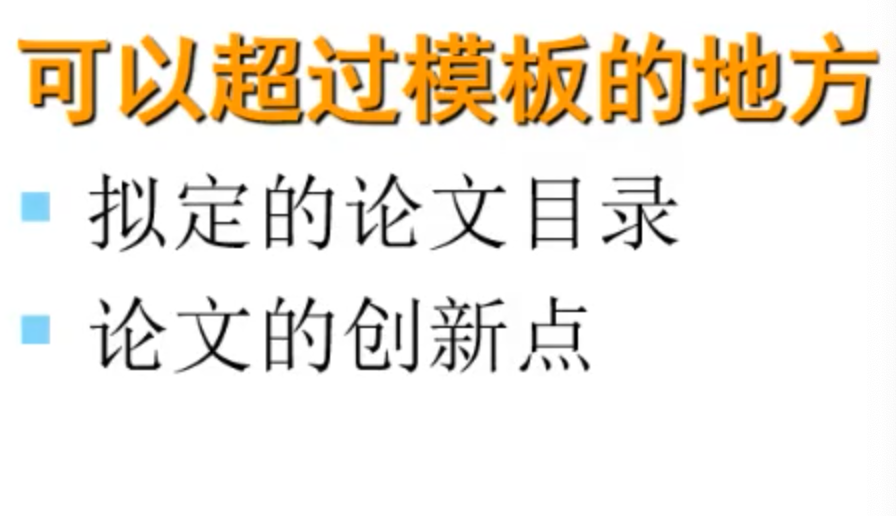 可以超过模板的地方
拟定的论文目录
论文的创新点